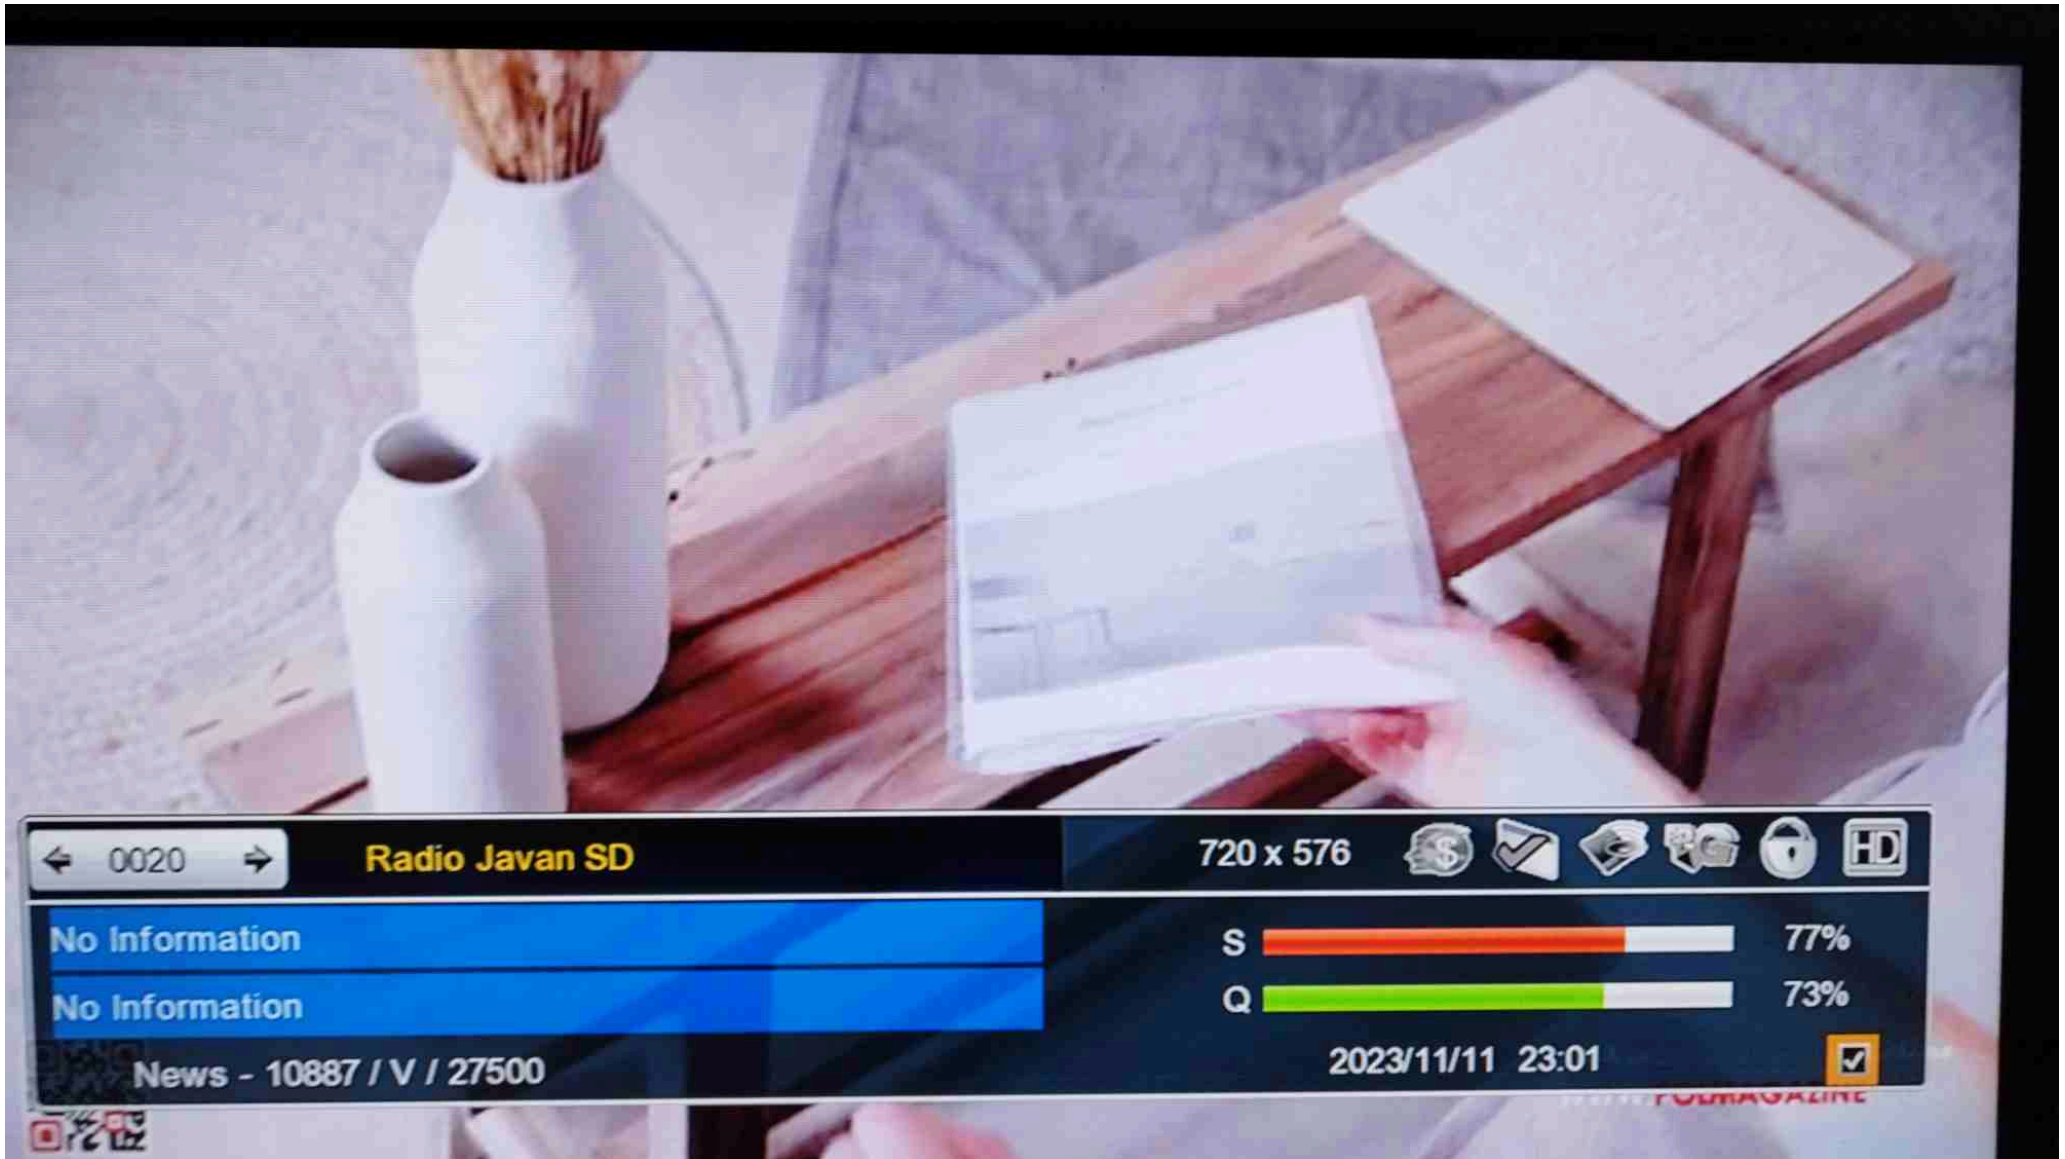 0020
Radio Javan SD
720 x 576
HD
No Information
S 77%
No Information
Q 73%
News - 10887 / V / 27500
2023/11/11 23:01